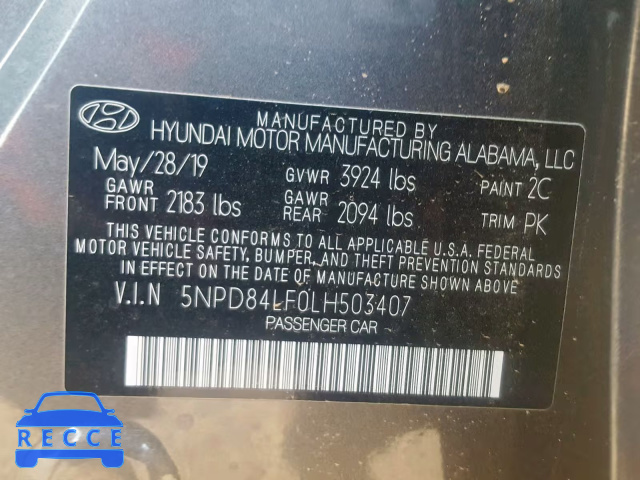 MANUFACTURED BY
HYUNDAI MOTOR MANUFACTURING ALABAMA, LLC
May/28/19 GVWR 3924 lbs PAINT 2C
GAWR FRONT 2183 lbs GAWR REAR 2094 lbs TRIM PK
THIS VEHICLE CONFORMS TO ALL APPLICABLE U.S.A. FEDERAL
MOTOR VEHICLE SAFETY, BUMPER, AND THEFT PREVENTION STANDARDS
IN EFFECT ON THE DATE OF MANUFACTURE SHOWN ABOVE.
V.I.N 5NPD84LF0LH503407
PASSENGER CAR
RECCE